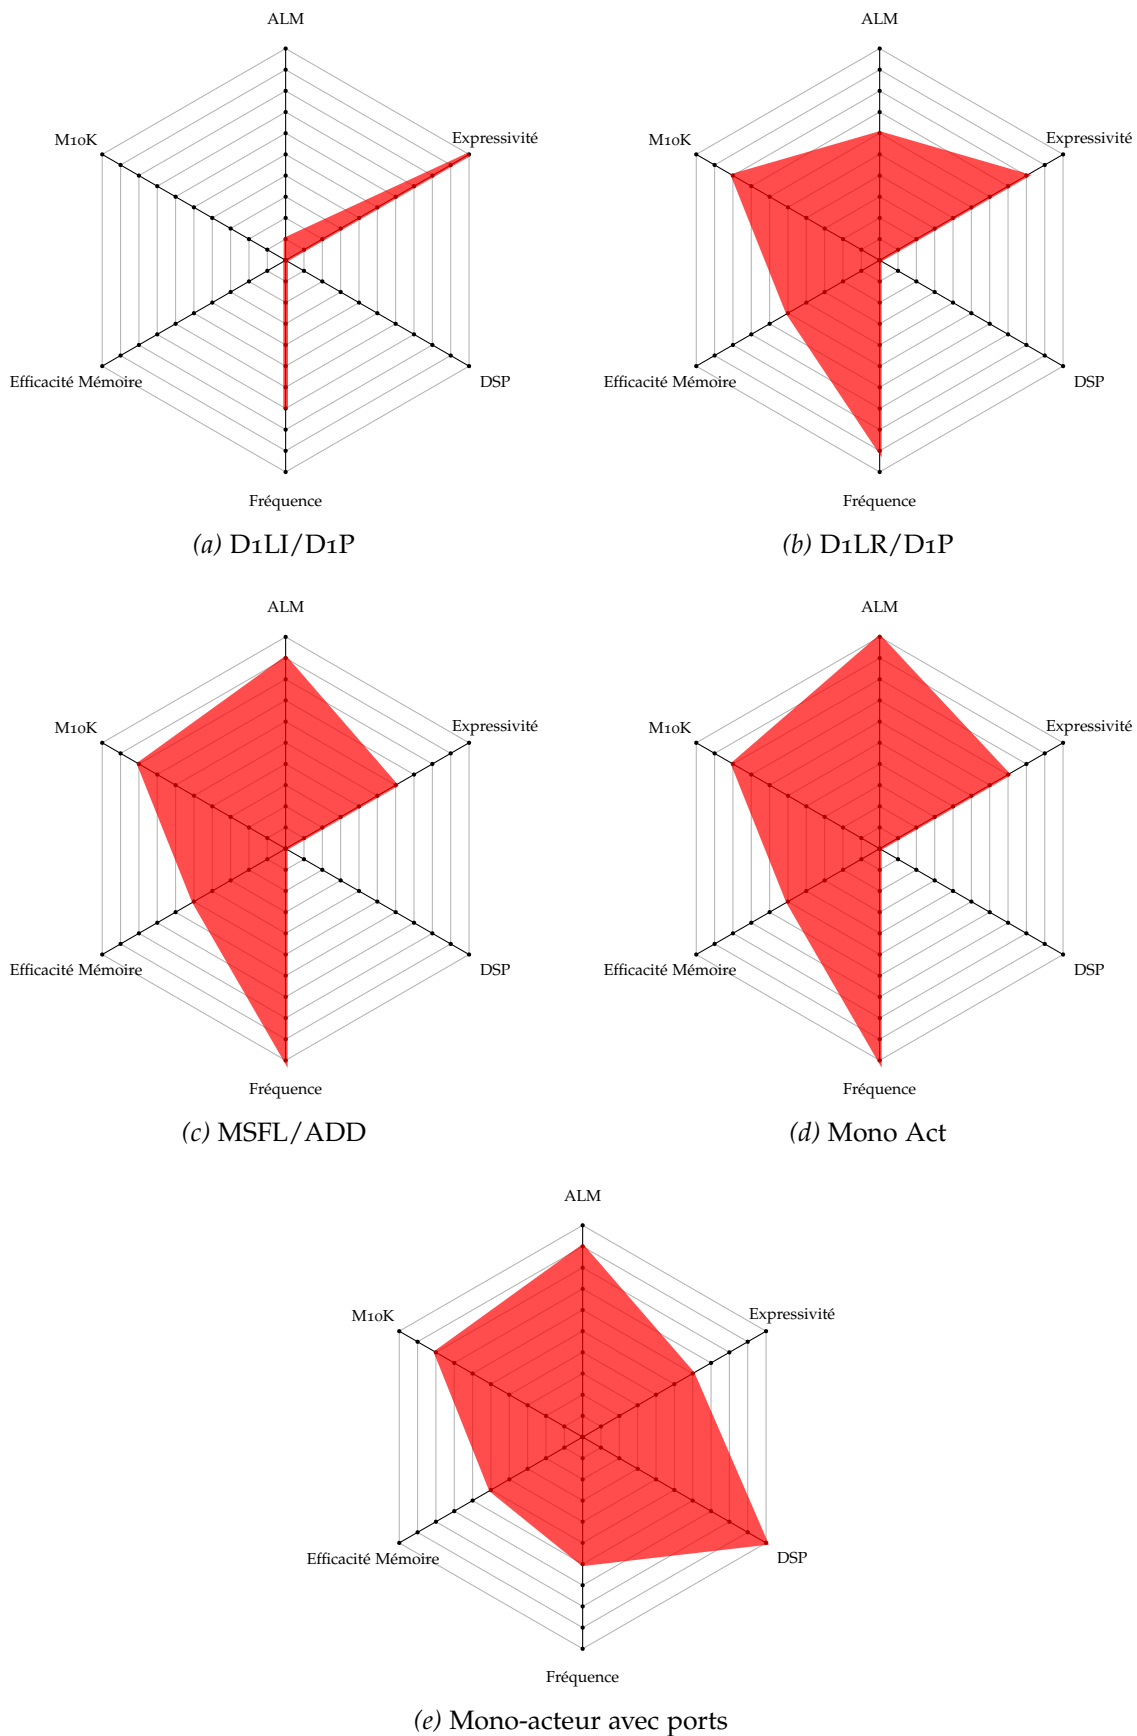 ALM
ALM
M10K
Expressivité
M10K
Expressivité
Efficacité Mémoire
DSP
Efficacité Mémoire
DSP
Fréquence
Fréquence
(a) D1LI/D1P
(b) D1LR/D1P
ALM
ALM
M10K
Expressivité
M10K
Expressivité
Efficacité Mémoire
DSP
Efficacité Mémoire
DSP
Fréquence
Fréquence
(c) MSFL/ADD
(d) Mono Act
ALM
M10K
Expressivité
Efficacité Mémoire
DSP
Fréquence
(e) Mono-acteur avec ports